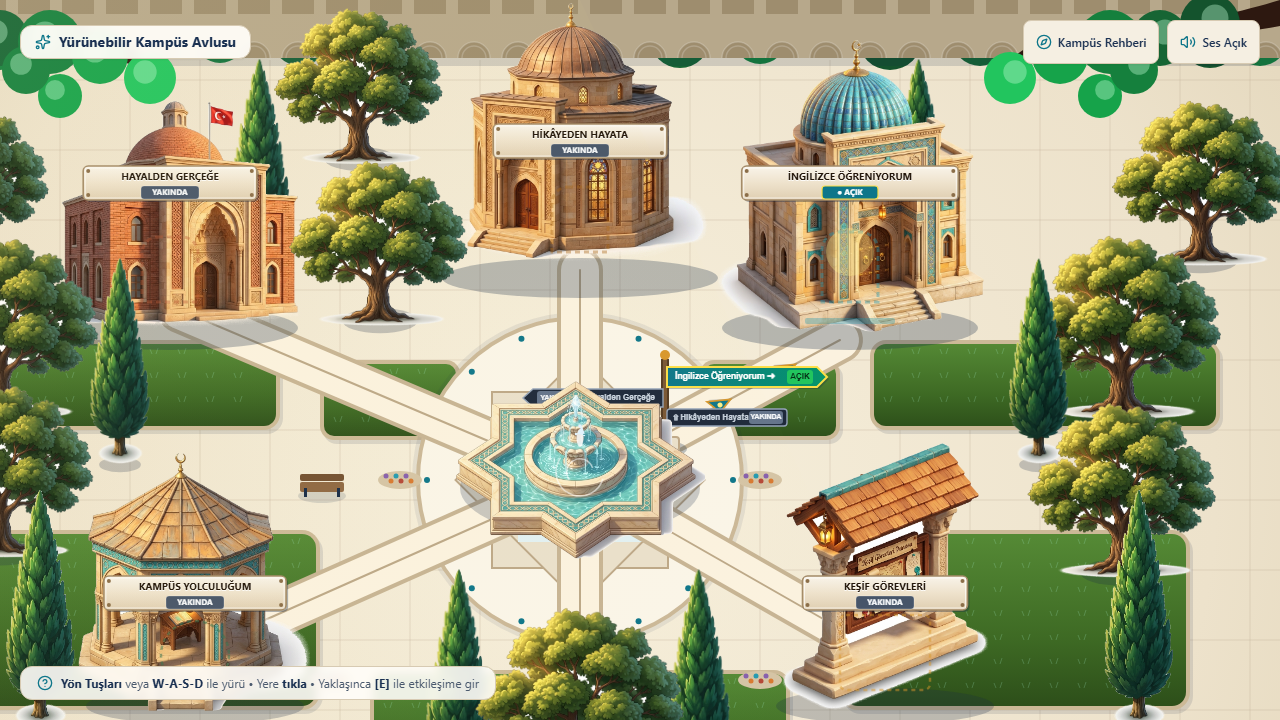 Yürünebilir Kampüs Avlusu
Kampüs Rehberi
Ses Açık
HİKÂYEDEN HAYATA
YAKINDA
HAYALDEN GERÇEĞE
YAKINDA
İNGİLİZCE ÖĞRENİYORUM
• AÇIK
İngilizce Öğreniyorum ➔ AÇIK
Gerçeğe
Hikâyeden Hayata YAKINDA
KAMPÜS YOLCULUĞUM
YAKINDA
KEŞİF GÖREVLERİ
YAKINDA
Yön Tuşları veya W-A-S-D ile yürü • Yere tıkla • Yaklaşınca [E] ile etkileşime gir